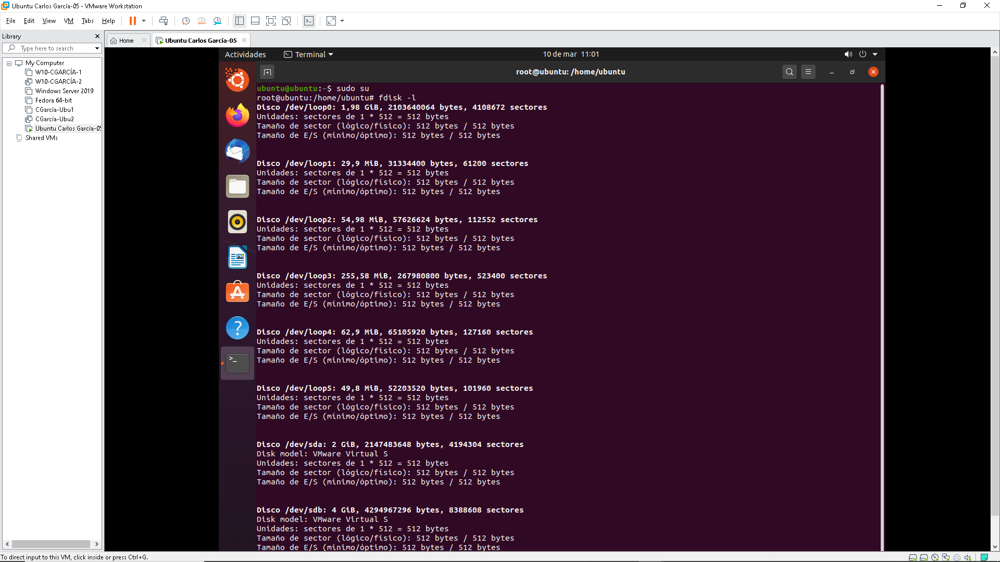 Ubuntu Carlos García-05 - VMware Workstation
File Edit View VM Tabs Help
Library
Type here to search
My Computer
W10-CGARCÍA-1
W10-CGARCÍA-2
Windows Server 2019
Fedora 64-bit
CGarcía-Ubu1
CGarcía-Ubu2
Ubuntu Carlos García-05
Shared VMs
Home
Ubuntu Carlos García-05
Actividades
Terminal
10 de mar 11:01
root@ubuntu: /home/ubuntu
ubuntu@ubuntu:~$ sudo su
root@ubuntu:/home/ubuntu# fdisk -l
Disco /dev/loop0: 1,98 GiB, 2103640064 bytes, 4108672 sectores
Unidades: sectores de 1 * 512 = 512 bytes
Tamaño de sector (lógico/físico): 512 bytes / 512 bytes
Tamaño de E/S (mínimo/óptimo): 512 bytes / 512 bytes
Disco /dev/loop1: 29,9 MiB, 31334400 bytes, 61200 sectores
Unidades: sectores de 1 * 512 = 512 bytes
Tamaño de sector (lógico/físico): 512 bytes / 512 bytes
Tamaño de E/S (mínimo/óptimo): 512 bytes / 512 bytes
Disco /dev/loop2: 54,98 MiB, 57626624 bytes, 112552 sectores
Unidades: sectores de 1 * 512 = 512 bytes
Tamaño de sector (lógico/físico): 512 bytes / 512 bytes
Tamaño de E/S (mínimo/óptimo): 512 bytes / 512 bytes
Disco /dev/loop3: 255,58 MiB, 267980800 bytes, 523400 sectores
Unidades: sectores de 1 * 512 = 512 bytes
Tamaño de sector (lógico/físico): 512 bytes / 512 bytes
Tamaño de E/S (mínimo/óptimo): 512 bytes / 512 bytes
Disco /dev/loop4: 62,9 MiB, 65105920 bytes, 127160 sectores
Unidades: sectores de 1 * 512 = 512 bytes
Tamaño de sector (lógico/físico): 512 bytes / 512 bytes
Tamaño de E/S (mínimo/óptimo): 512 bytes / 512 bytes
Disco /dev/loop5: 49,8 MiB, 52203520 bytes, 101960 sectores
Unidades: sectores de 1 * 512 = 512 bytes
Tamaño de sector (lógico/físico): 512 bytes / 512 bytes
Tamaño de E/S (mínimo/óptimo): 512 bytes / 512 bytes
Disco /dev/sda: 2 GiB, 2147483648 bytes, 4194304 sectores
Disk model: VMware Virtual S
Unidades: sectores de 1 * 512 = 512 bytes
Tamaño de sector (lógico/físico): 512 bytes / 512 bytes
Tamaño de E/S (mínimo/óptimo): 512 bytes / 512 bytes
Disco /dev/sdb: 4 GiB, 4294967296 bytes, 8388608 sectores
Disk model: VMware Virtual S
Unidades: sectores de 1 * 512 = 512 bytes
Tamaño de sector (lógico/físico): 512 bytes / 512 bytes
Tamaño de E/S (mínimo/óptimo): 512 bytes / 512 bytes
To direct input to this VM, click inside or press Ctrl+G.